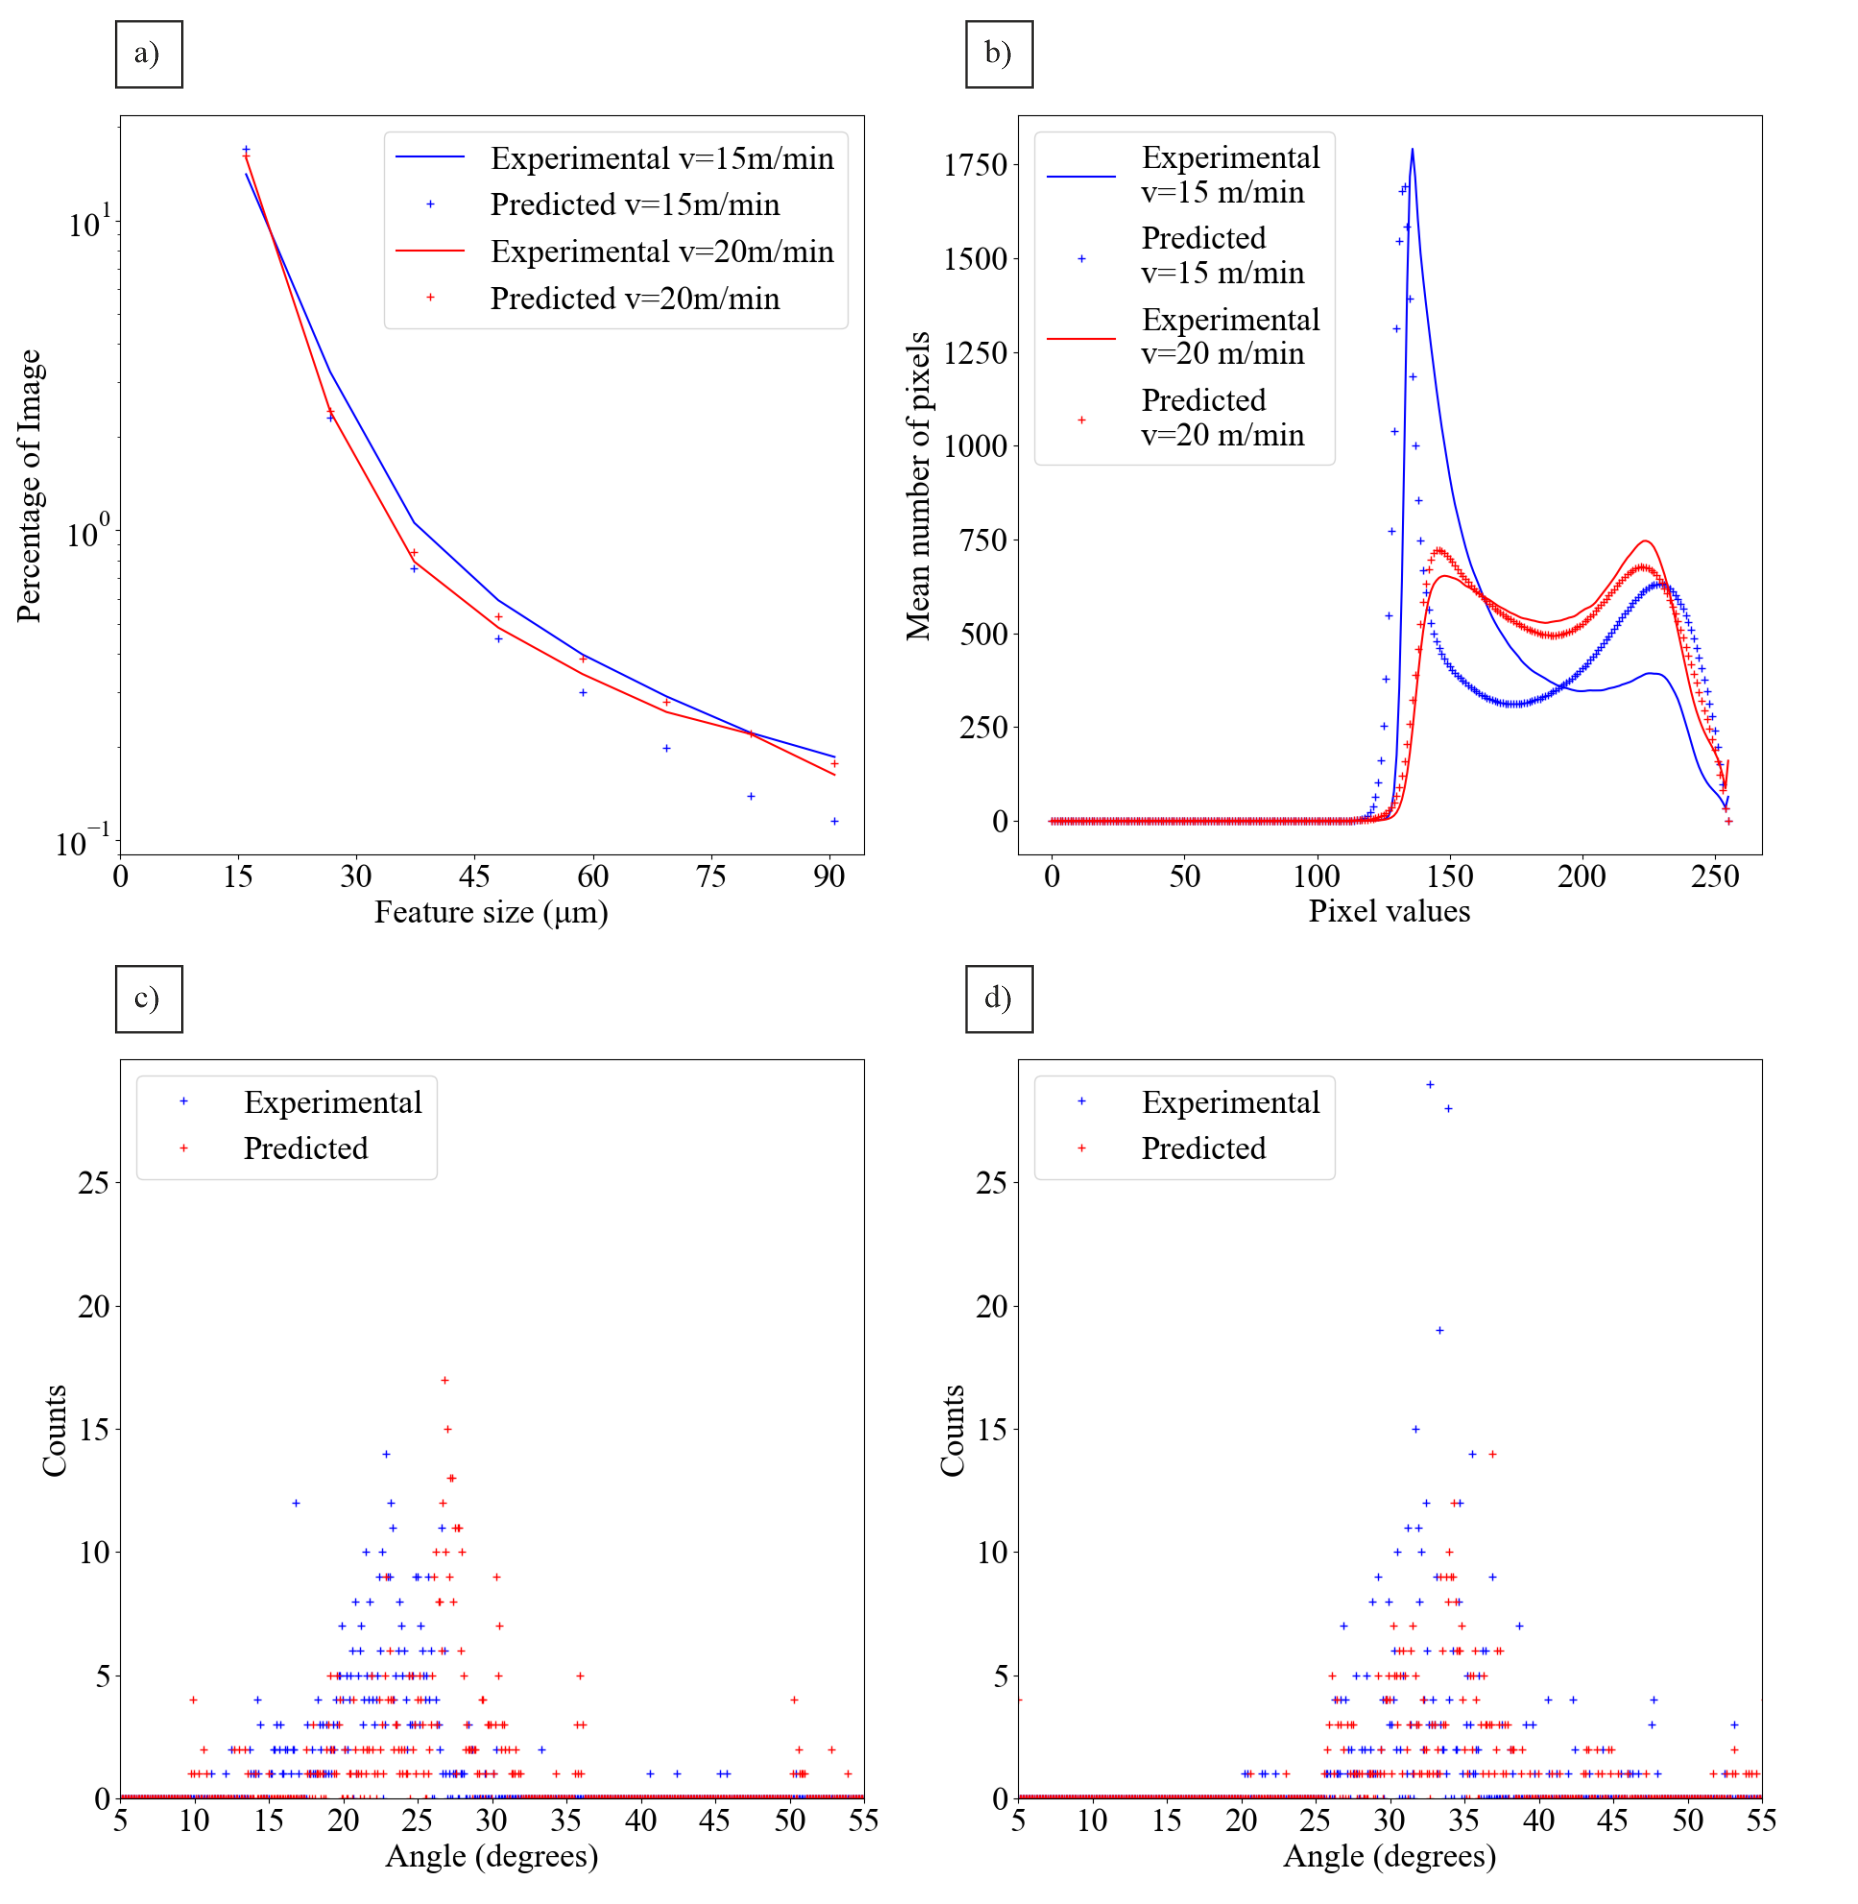 a)
Experimental v=15m/min
Predicted v=15m/min
Experimental v=20m/min
Predicted v=20m/min
10¹
10⁰
10⁻¹
Percentage of Image
0 15 30 45 60 75 90
Feature size (μm)
b)
Experimental
v=15 m/min
Predicted
v=15 m/min
Experimental
v=20 m/min
Predicted
v=20 m/min
1750
1500
1250
1000
750
500
250
0
Mean number of pixels
0 50 100 150 200 250
Pixel values
c)
Experimental
Predicted
25
20
15
10
5
0
Counts
5 10 15 20 25 30 35 40 45 50 55
Angle (degrees)
d)
Experimental
Predicted
25
20
15
10
5
0
Counts
5 10 15 20 25 30 35 40 45 50 55
Angle (degrees)